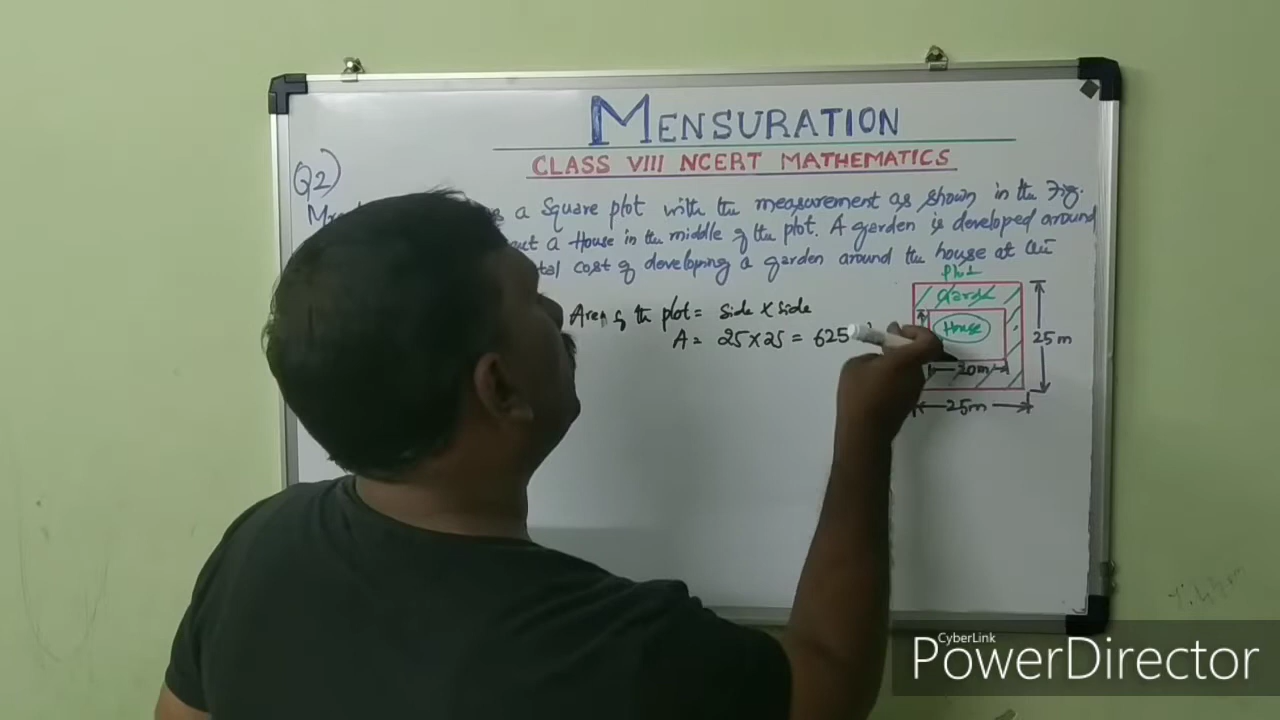 MENSURATION
CLASS VIII NCERT MATHEMATICS
Q2)
a Square plot with the measurement as shown in the Fig.
a House in the middle of the plot. A garden is developed around
cost of developing a garden around the house at the
Plot
Garden
House
20m
25m
25m
Area of the plot = Side × Side
A = 25 × 25 = 625
CyberLink
PowerDirector